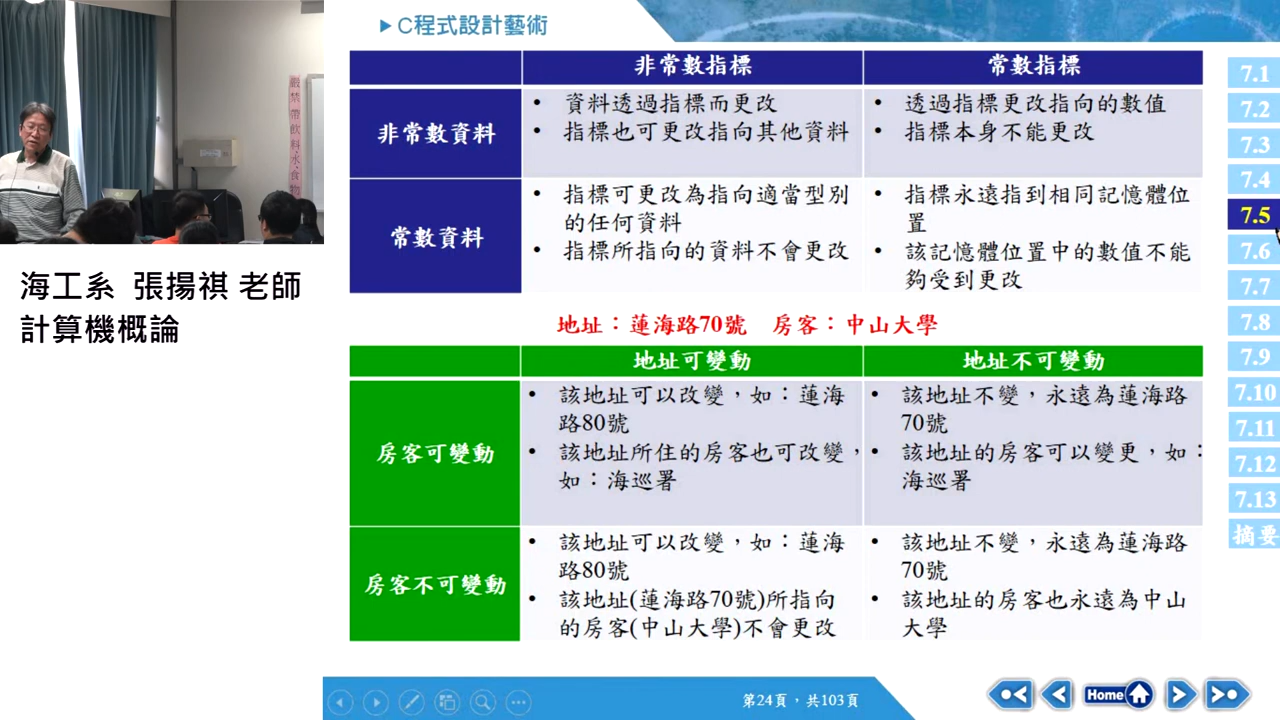 嚴禁帶飲料水.食物
海工系 張揚祺 老師
計算機概論
C程式設計藝術
非常數指標
常數指標
非常數資料
• 資料透過指標而更改
• 指標也可更改指向其他資料
• 透過指標更改指向的數值
• 指標本身不能更改
常數資料
• 指標可更改為指向適當型別
的任何資料
• 指標所指向的資料不會更改
• 指標永遠指到相同記憶體位
置
• 該記憶體位置中的數值不能
夠受到更改
地址：蓮海路70號 房客：中山大學
地址可變動
地址不可變動
房客可變動
• 該地址可以改變，如：蓮海
路80號
• 該地址所住的房客也可改變，
如：海巡署
• 該地址不變，永遠為蓮海路
70號
• 該地址的房客可以變更，如：
海巡署
房客不可變動
• 該地址可以改變，如：蓮海
路80號
• 該地址(蓮海路70號)所指向
的房客(中山大學)不會更改
• 該地址不變，永遠為蓮海路
70號
• 該地址的房客也永遠為中山
大學
7.1
7.2
7.3
7.4
7.5
7.6
7.7
7.8
7.9
7.10
7.11
7.12
7.13
摘要
第24頁，共103頁
Home